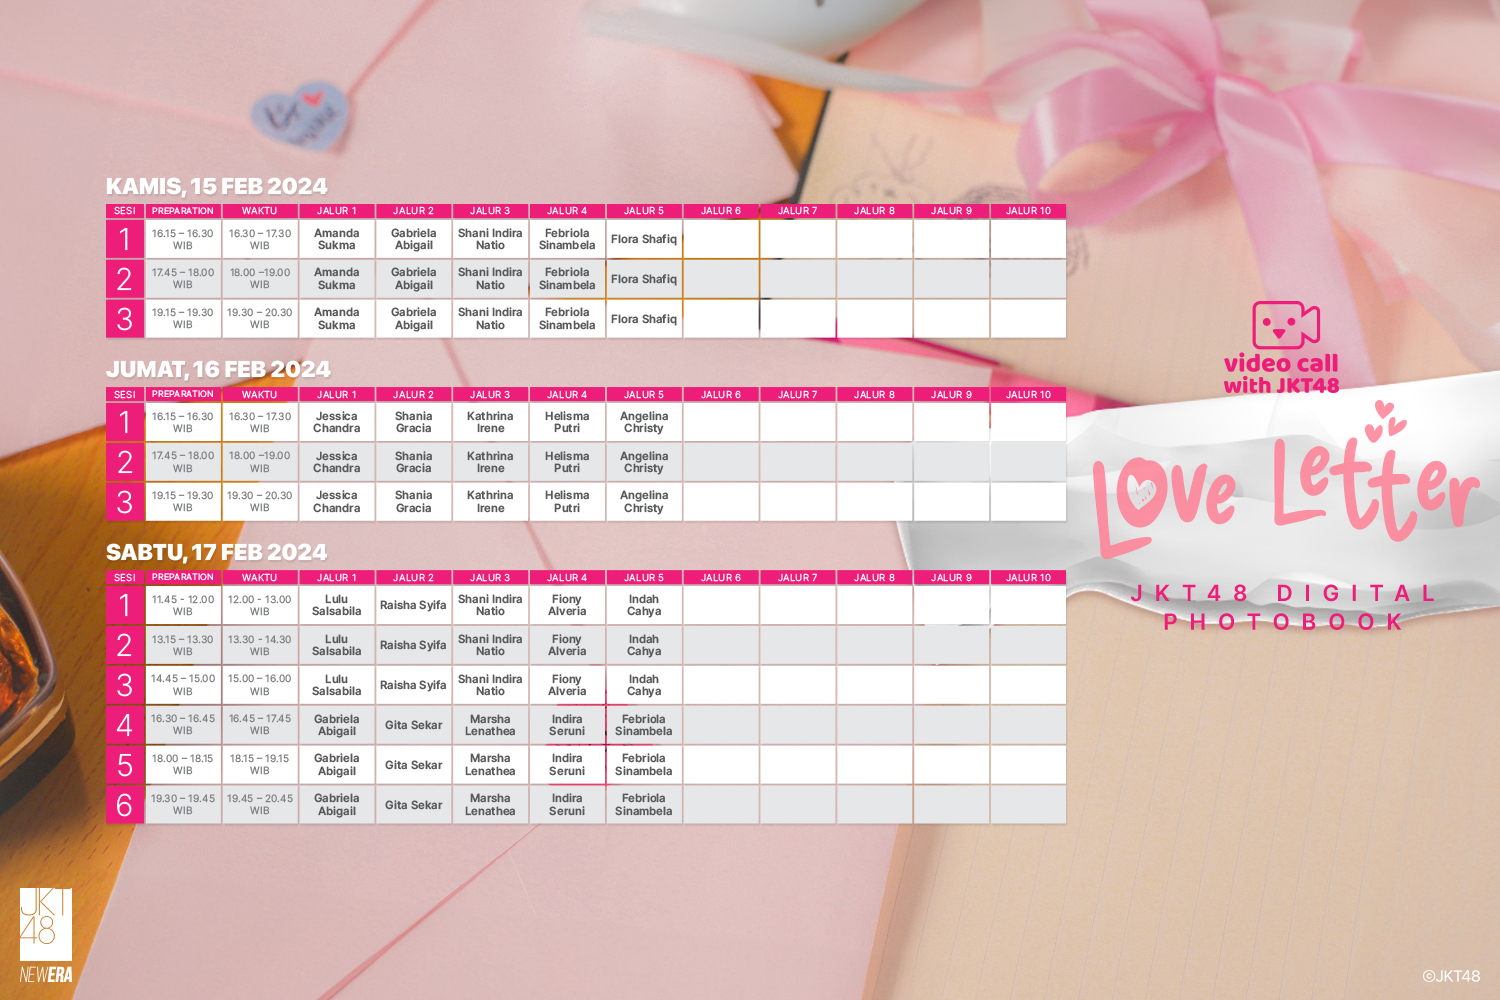 KAMIS, 15 FEB 2024
SESI PREPARATION WAKTU JALUR 1 JALUR 2 JALUR 3 JALUR 4 JALUR 5 JALUR 6 JALUR 7 JALUR 8 JALUR 9 JALUR 10
1 16.15 – 16.30 WIB 16.30 – 17.30 WIB Amanda Sukma Gabriela Abigail Shani Indira Natio Febriola Sinambela Flora Shafiq
2 17.45 – 18.00 WIB 18.00 –19.00 WIB Amanda Sukma Gabriela Abigail Shani Indira Natio Febriola Sinambela Flora Shafiq
3 19.15 – 19.30 WIB 19.30 – 20.30 WIB Amanda Sukma Gabriela Abigail Shani Indira Natio Febriola Sinambela Flora Shafiq
JUMAT, 16 FEB 2024
SESI PREPARATION WAKTU JALUR 1 JALUR 2 JALUR 3 JALUR 4 JALUR 5 JALUR 6 JALUR 7 JALUR 8 JALUR 9 JALUR 10
1 16.15 – 16.30 WIB 16.30 – 17.30 WIB Jessica Chandra Shania Gracia Kathrina Irene Helisma Putri Angelina Christy
2 17.45 – 18.00 WIB 18.00 –19.00 WIB Jessica Chandra Shania Gracia Kathrina Irene Helisma Putri Angelina Christy
3 19.15 – 19.30 WIB 19.30 – 20.30 WIB Jessica Chandra Shania Gracia Kathrina Irene Helisma Putri Angelina Christy
SABTU, 17 FEB 2024
SESI PREPARATION WAKTU JALUR 1 JALUR 2 JALUR 3 JALUR 4 JALUR 5 JALUR 6 JALUR 7 JALUR 8 JALUR 9 JALUR 10
1 11.45 - 12.00 WIB 12.00 - 13.00 WIB Lulu Salsabila Raisha Syifa Shani Indira Natio Fiony Alveria Indah Cahya
2 13.15 – 13.30 WIB 13.30 - 14.30 WIB Lulu Salsabila Raisha Syifa Shani Indira Natio Fiony Alveria Indah Cahya
3 14.45 – 15.00 WIB 15.00 – 16.00 WIB Lulu Salsabila Raisha Syifa Shani Indira Natio Fiony Alveria Indah Cahya
4 16.30 – 16.45 WIB 16.45 – 17.45 WIB Gabriela Abigail Gita Sekar Marsha Lenathea Indira Seruni Febriola Sinambela
5 18.00 – 18.15 WIB 18.15 – 19.15 WIB Gabriela Abigail Gita Sekar Marsha Lenathea Indira Seruni Febriola Sinambela
6 19.30 – 19.45 WIB 19.45 – 20.45 WIB Gabriela Abigail Gita Sekar Marsha Lenathea Indira Seruni Febriola Sinambela
video call
with JKT48
Love Letter
JKT48 DIGITAL
PHOTOBOOK
JKT
48
NEWERA
©JKT48